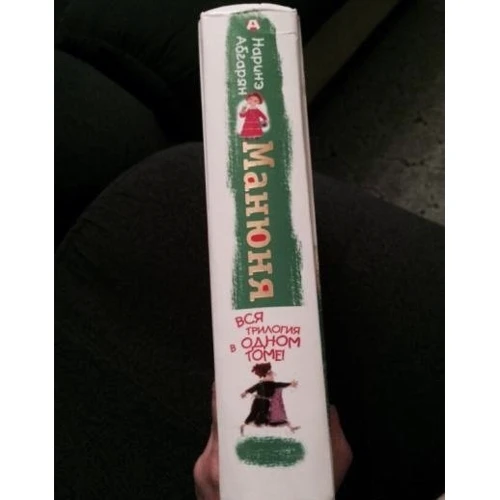 А
Наринэ
Абгарян
Манюня
ВСЯ
ТРИЛОГИЯ
В ОДНОМ
ТОМЕ!